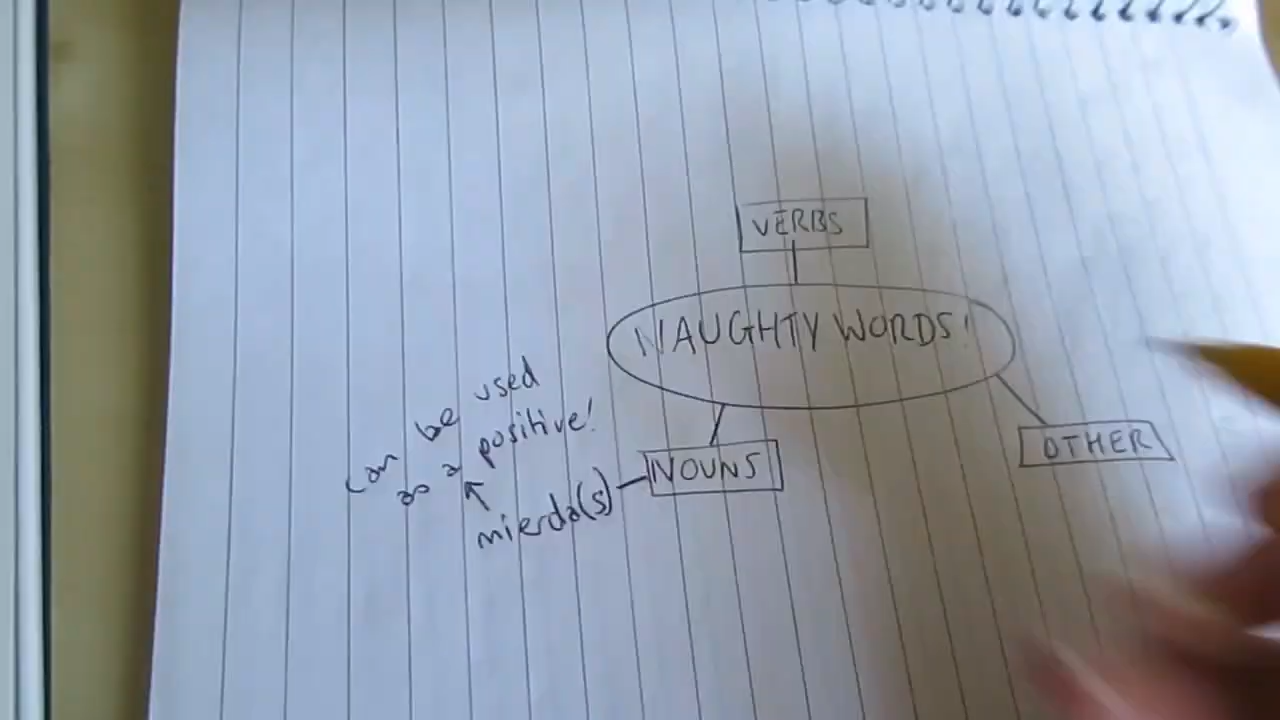 VERBS
NAUGHTY WORDS!
can be used
as a positive!
NOUNS
OTHER
mierda(s)